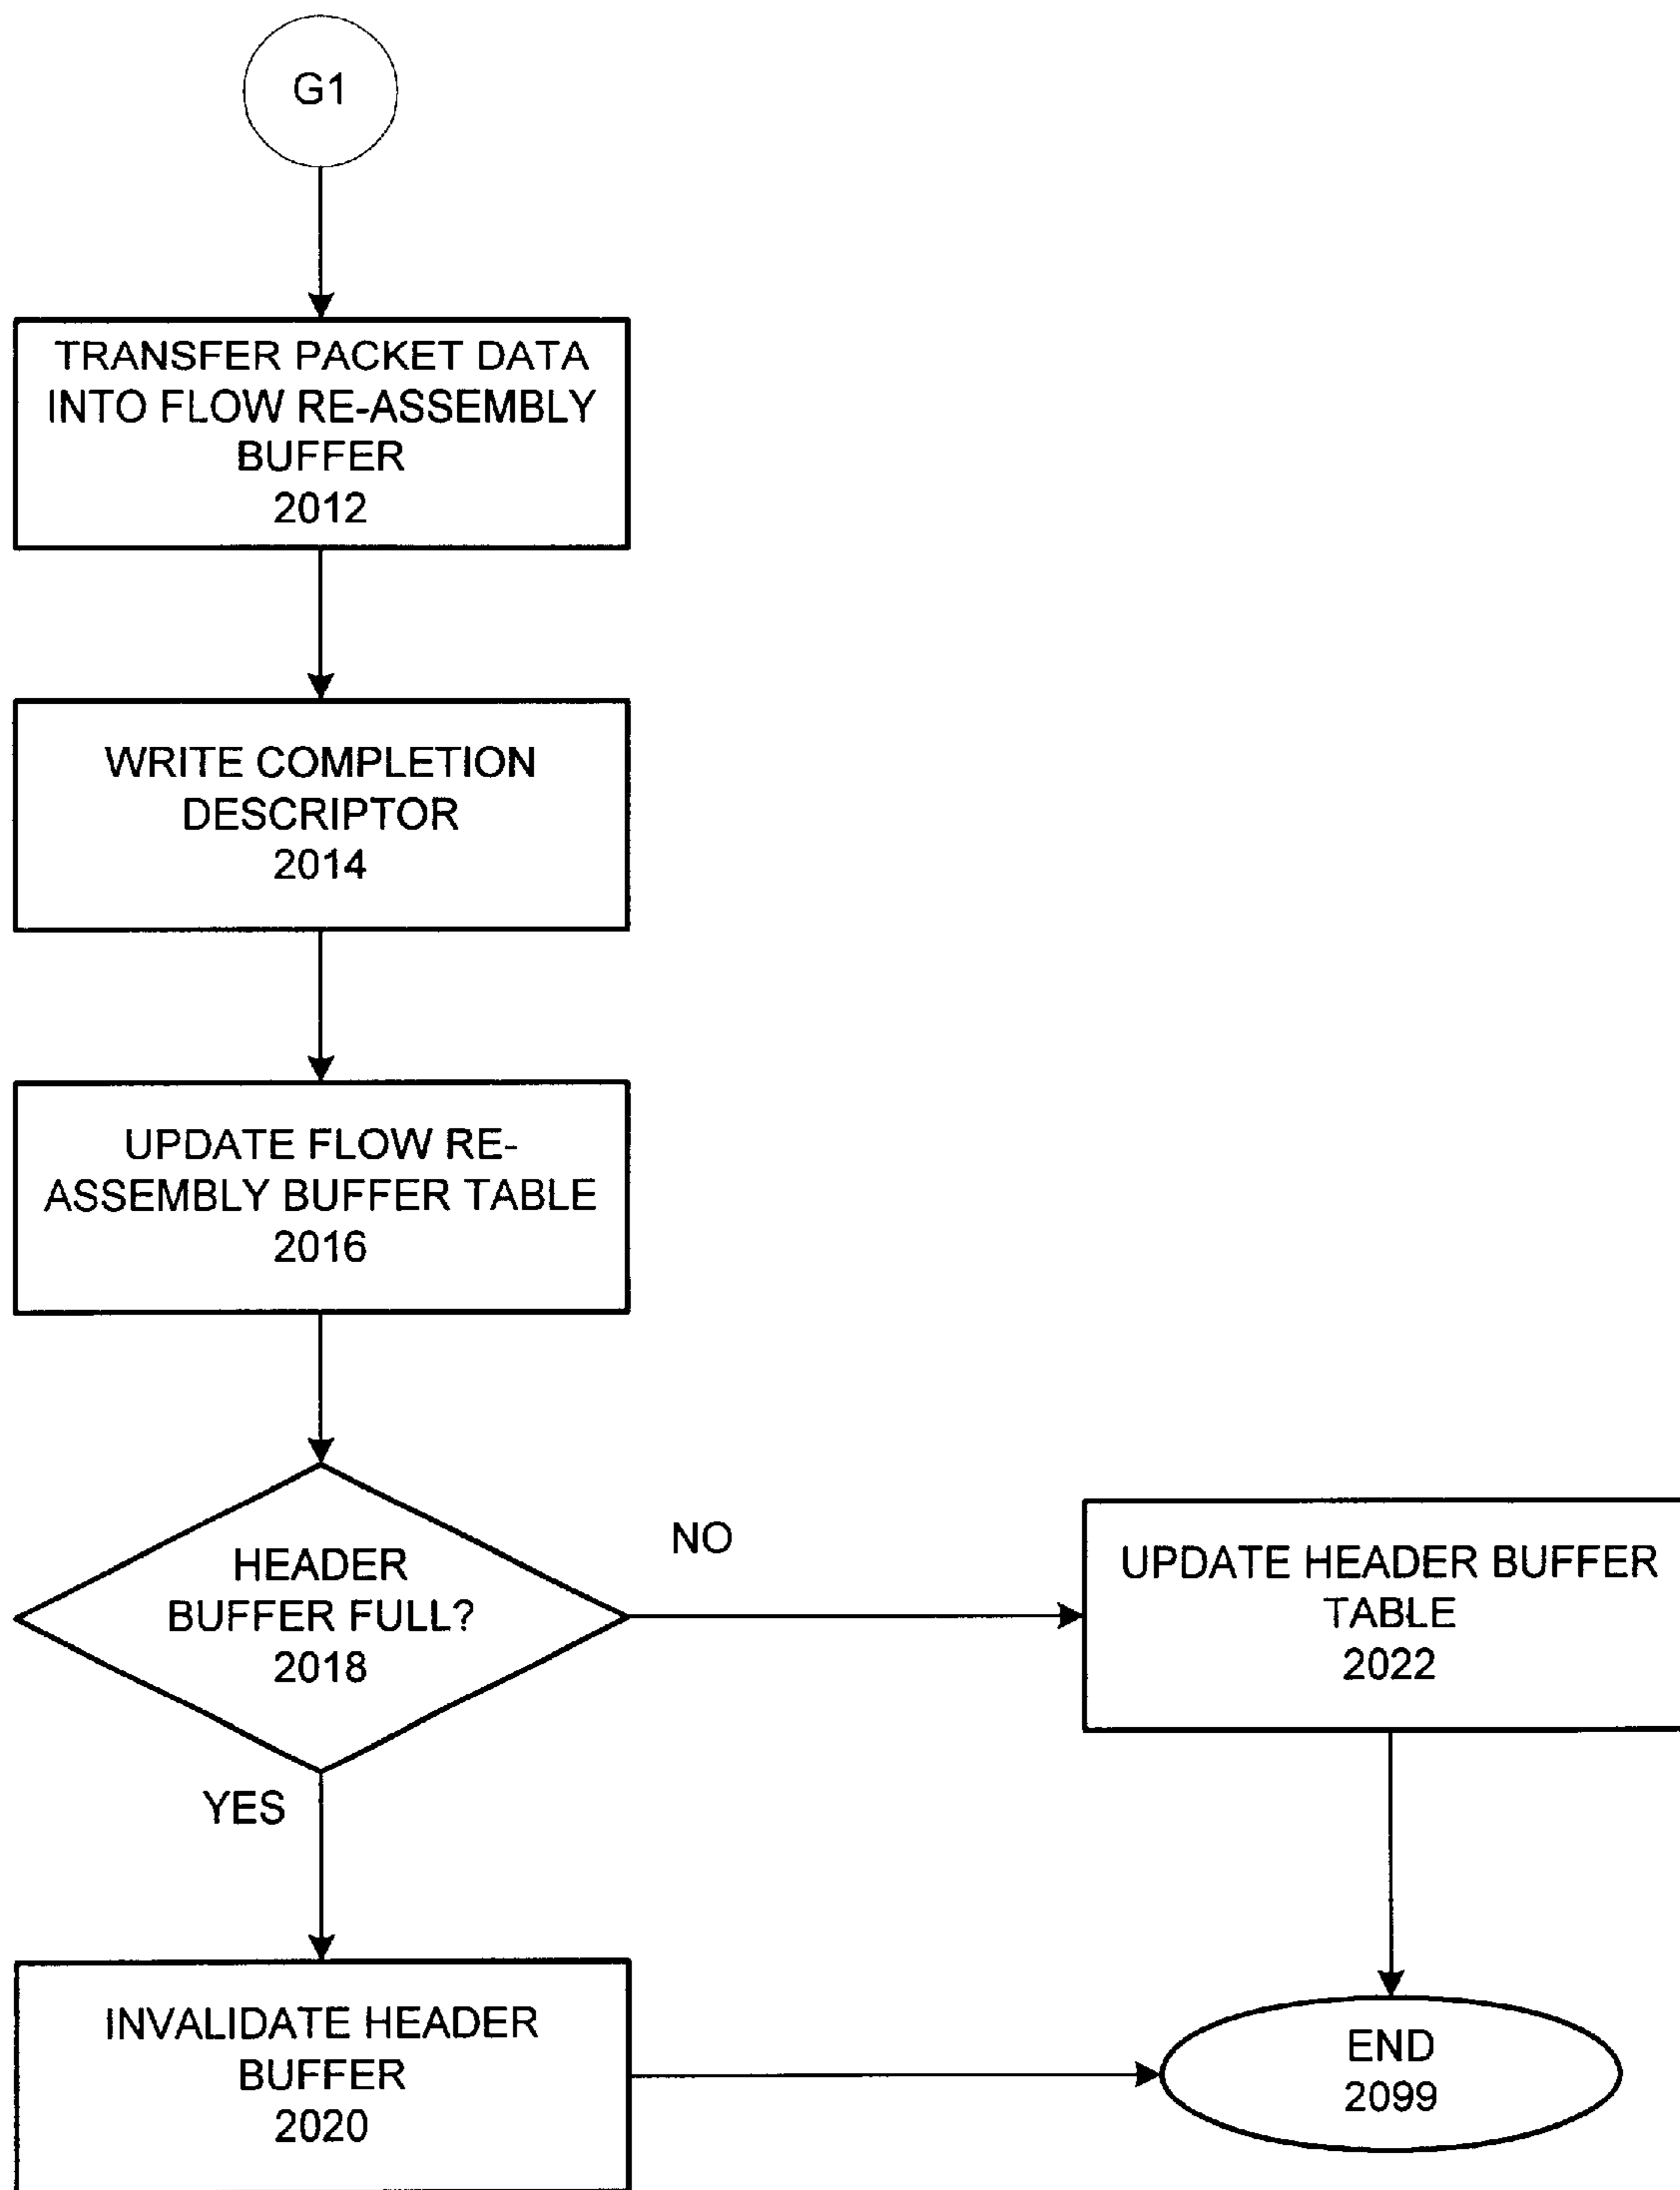 G1
TRANSFER PACKET DATA
INTO FLOW RE-ASSEMBLY
BUFFER
2012
WRITE COMPLETION
DESCRIPTOR
2014
UPDATE FLOW RE-
ASSEMBLY BUFFER TABLE
2016
HEADER
BUFFER FULL?
2018
NO
UPDATE HEADER BUFFER
TABLE
2022
YES
INVALIDATE HEADER
BUFFER
2020
END
2099